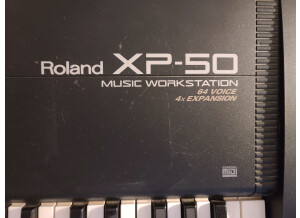 Roland XP-50
MUSIC WORKSTATION
64 VOICE
4x EXPANSION
MIDI